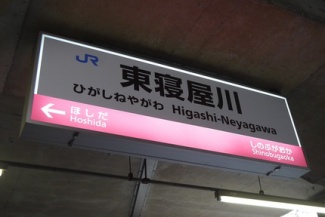 JR
東寝屋川
ひがしねやがわ Higashi-Neyagawa
ほしだ
Hoshida
しのぶがおか
Shinobugaoka